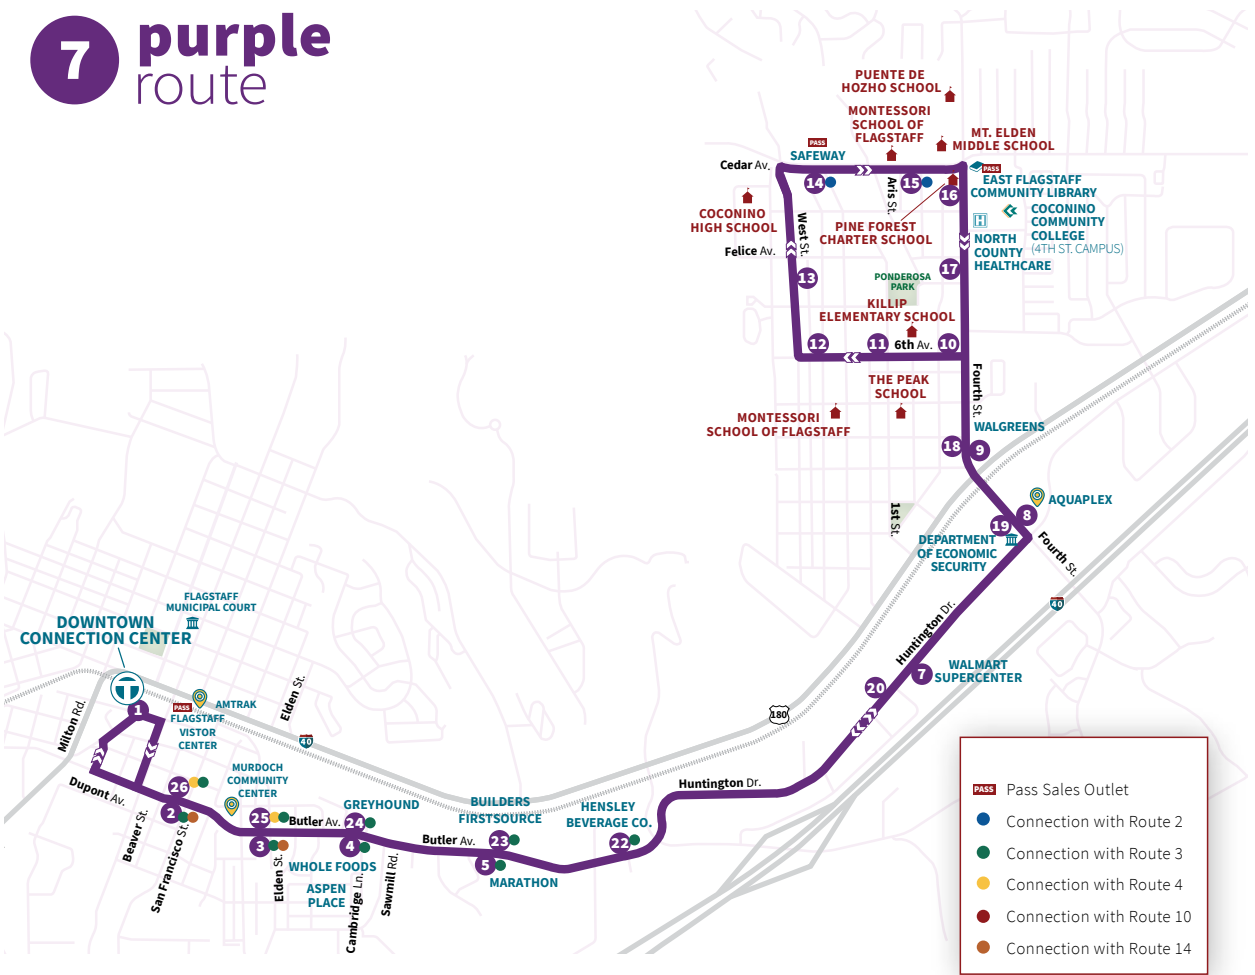 7
purple
route
PUENTE DE
HOZHO SCHOOL
MONTESSORI
SCHOOL OF
FLAGSTAFF
MT. ELDEN
MIDDLE SCHOOL
PASS
SAFEWAY
Cedar Av.
14
15
Aris St.
16
PASS
EAST FLAGSTAFF
COMMUNITY LIBRARY
COCONINO
HIGH SCHOOL
West St.
PINE FOREST
CHARTER SCHOOL
H
COCONINO
COMMUNITY
COLLEGE
(4TH ST. CAMPUS)
NORTH
COUNTY
HEALTHCARE
Felice Av.
13
17
PONDEROSA
PARK
KILLIP
ELEMENTARY SCHOOL
12
11
6th Av.
10
THE PEAK
SCHOOL
Fourth St.
MONTESSORI
SCHOOL OF FLAGSTAFF
WALGREENS
18
9
AQUAPLEX
1st St.
8
19
DEPARTMENT
OF ECONOMIC
SECURITY
Fourth St.
40
Huntington Dr.
WALMART
SUPERCENTER
7
20
180
Huntington Dr.
FLAGSTAFF
MUNICIPAL COURT
DOWNTOWN
CONNECTION CENTER
Milton Rd.
1
PASS
AMTRAK
FLAGSTAFF
VISTOR
CENTER
Elden St.
40
MURDOCH
COMMUNITY
CENTER
Dupont Av.
26
2
Beaver St.
San Francisco St.
25
Butler Av.
24
GREYHOUND
3
4
Elden St.
WHOLE FOODS
ASPEN
PLACE
Cambridge Ln.
Sawmill Rd.
Butler Av.
BUILDERS
FIRSTSOURCE
23
5
MARATHON
HENSLEY
BEVERAGE CO.
22
PASS Pass Sales Outlet
Connection with Route 2
Connection with Route 3
Connection with Route 4
Connection with Route 10
Connection with Route 14